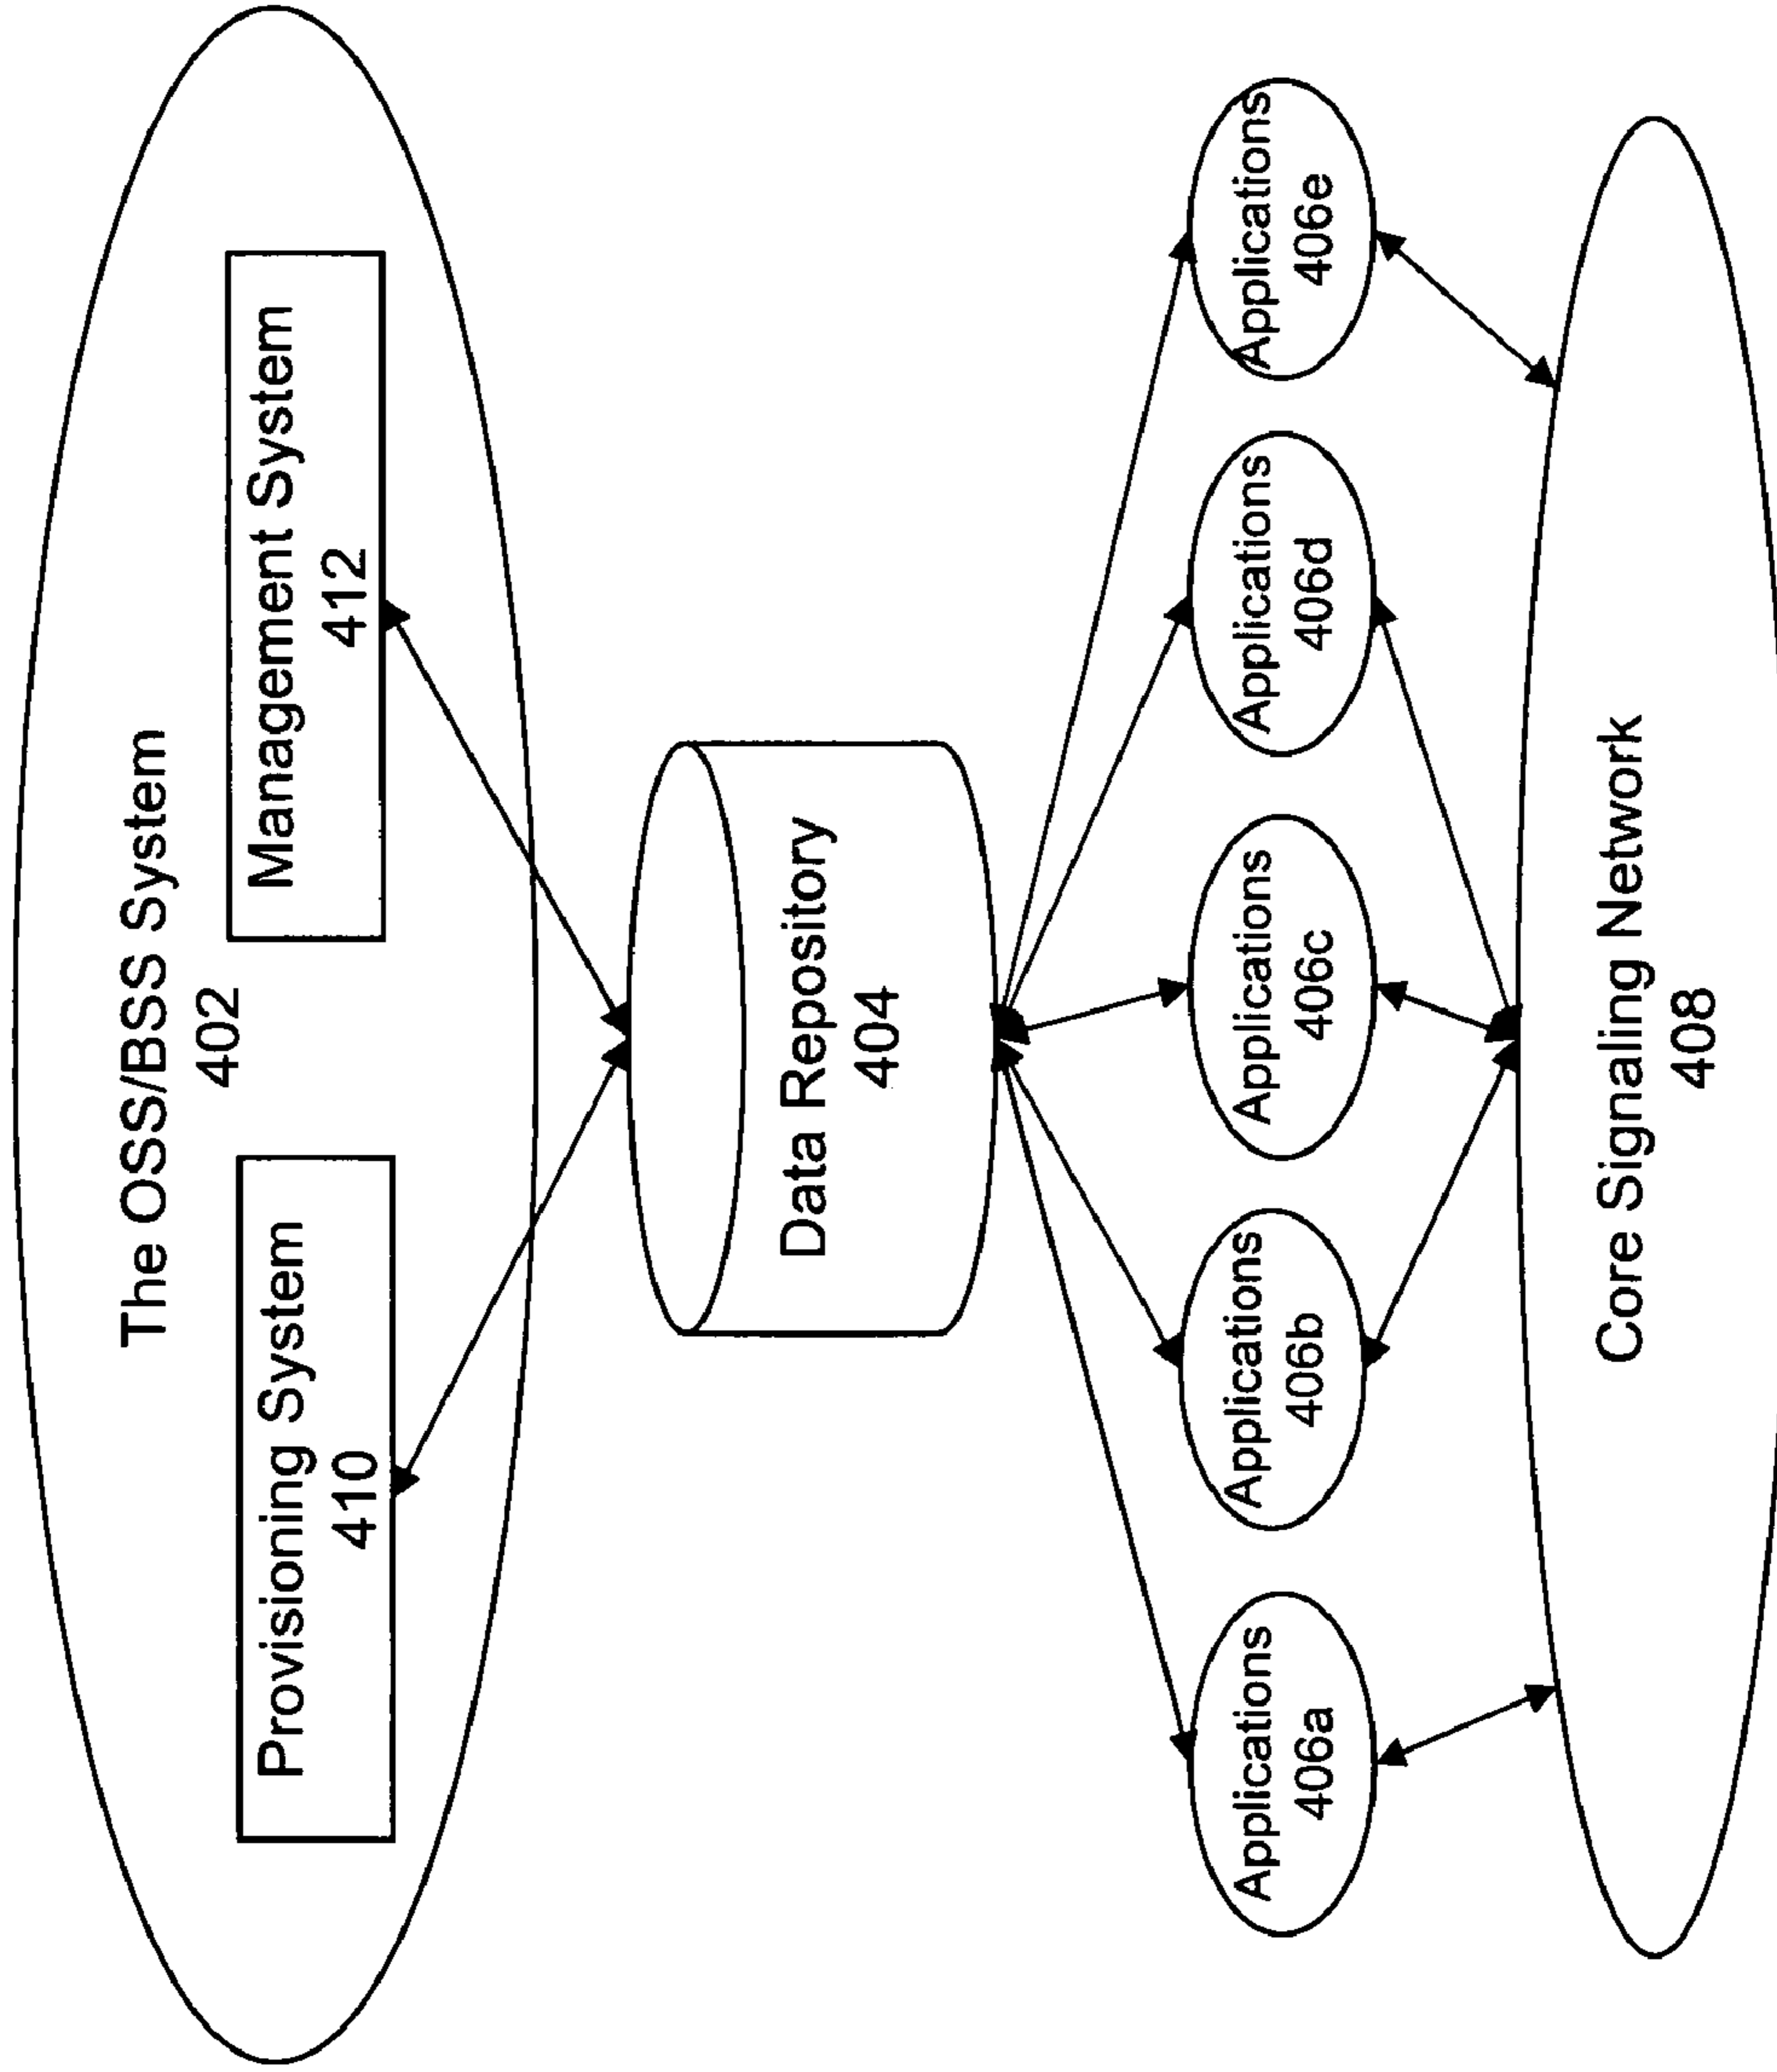 The OSS/BSS System
402
Provisioning System
410
Management System
412
Data Repository
404
Applications
406a
Applications
406b
Applications
406c
Applications
406d
Applications
406e
Core Signaling Network
408